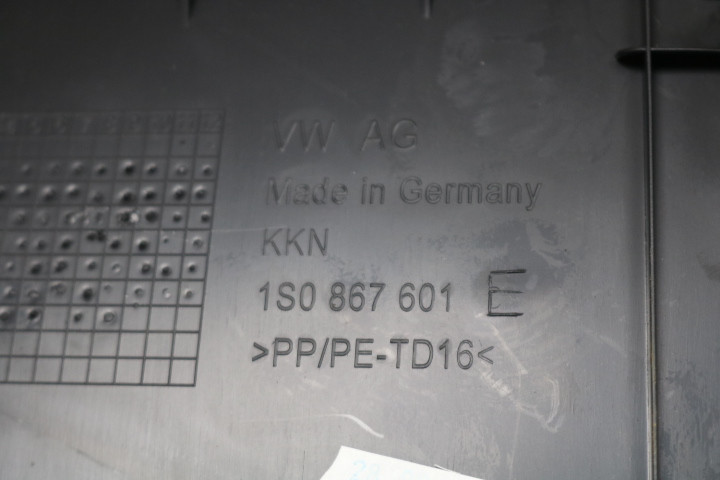 VW AG
Made in Germany
KKN
1S0 867 601 E
>PP/PE-TD16<